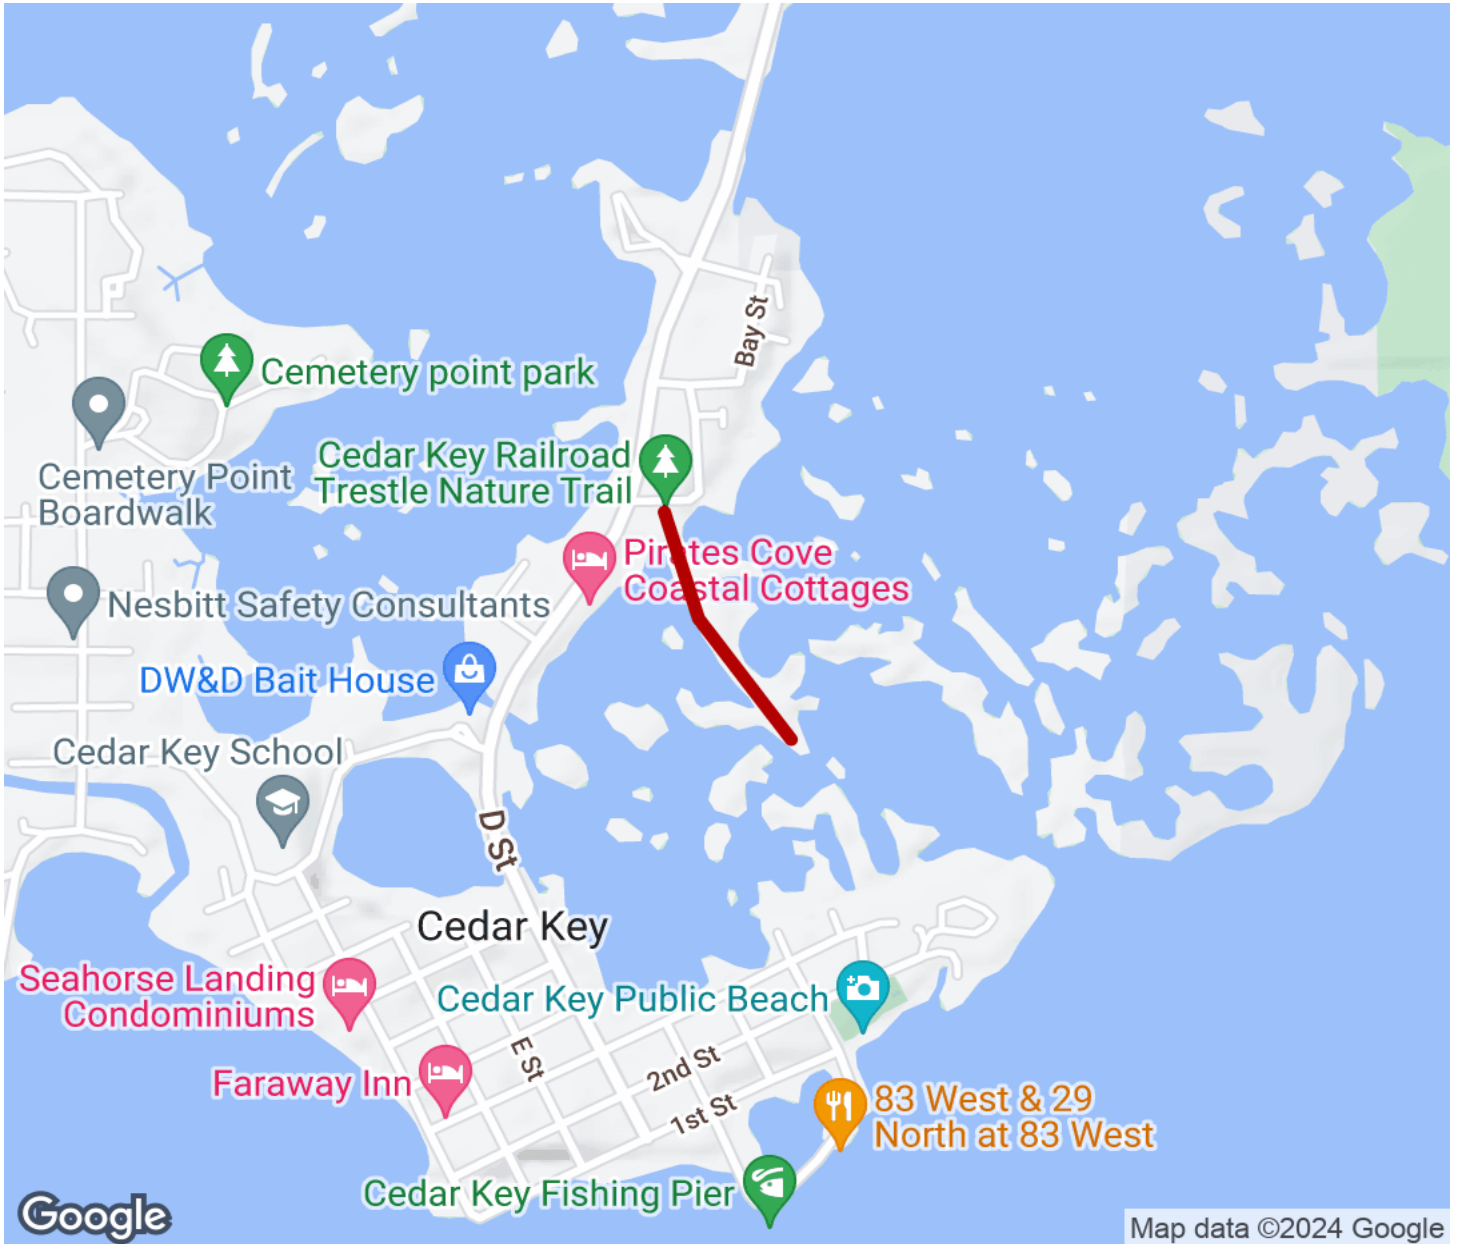 Bay St
Cemetery point park
Cedar Key Railroad
Trestle Nature Trail
Cemetery Point
Boardwalk
Pirates Cove
Coastal Cottages
Nesbitt Safety Consultants
DW&D Bait House
Cedar Key School
D St
Cedar Key
Seahorse Landing
Condominiums
Cedar Key Public Beach
E St
2nd St
Faraway Inn
1st St
83 West & 29
North at 83 West
Cedar Key Fishing Pier
Google
Map data ©2024 Google